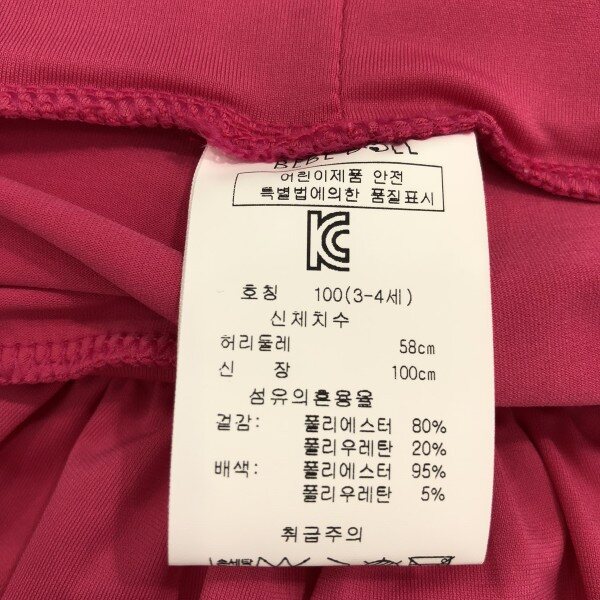 어린이제품 안전
특별법에의한 품질표시
KC
호칭 100(3-4세)
신체치수
허리둘레 58cm
신 장 100cm
섬유의혼용율
겉감: 폴리에스터 80%
폴리우레탄 20%
배색: 폴리에스터 95%
폴리우레탄 5%
취급주의